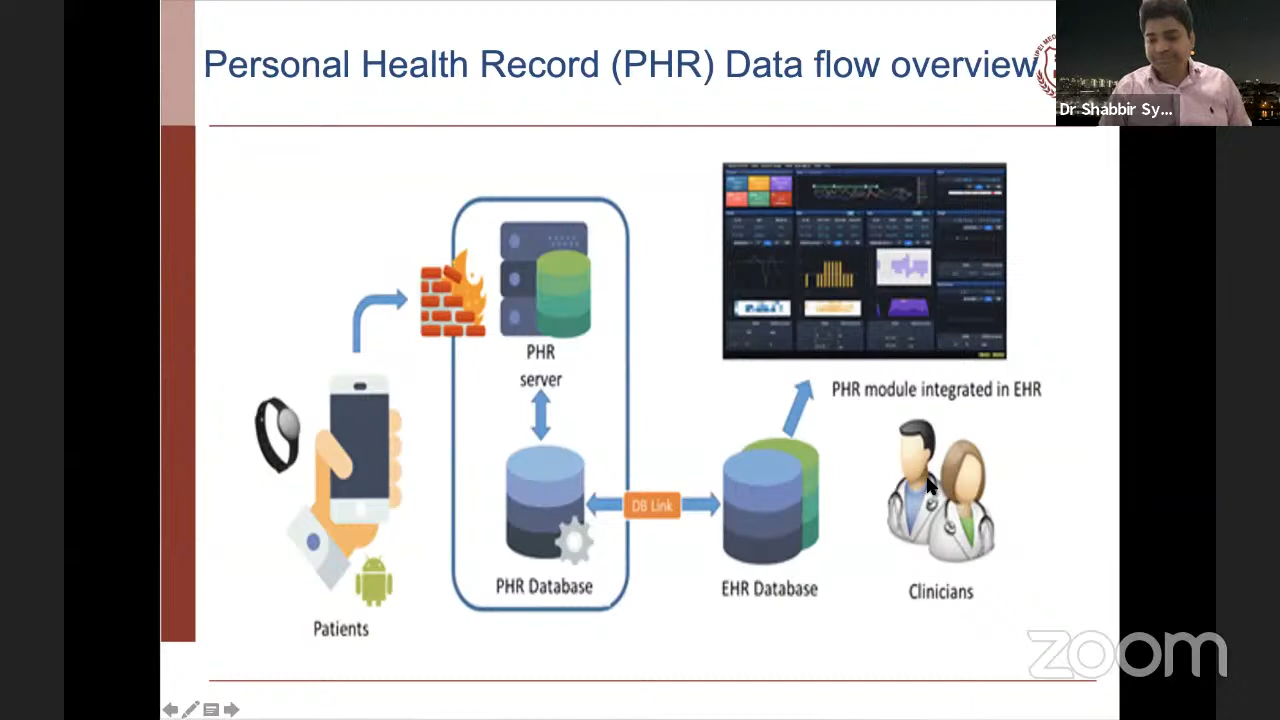 Personal Health Record (PHR) Data flow overview
Dr Shabbir Sy...
PHR
server
PHR module integrated in EHR
DB Link
PHR Database
EHR Database
Clinicians
Patients
zoom